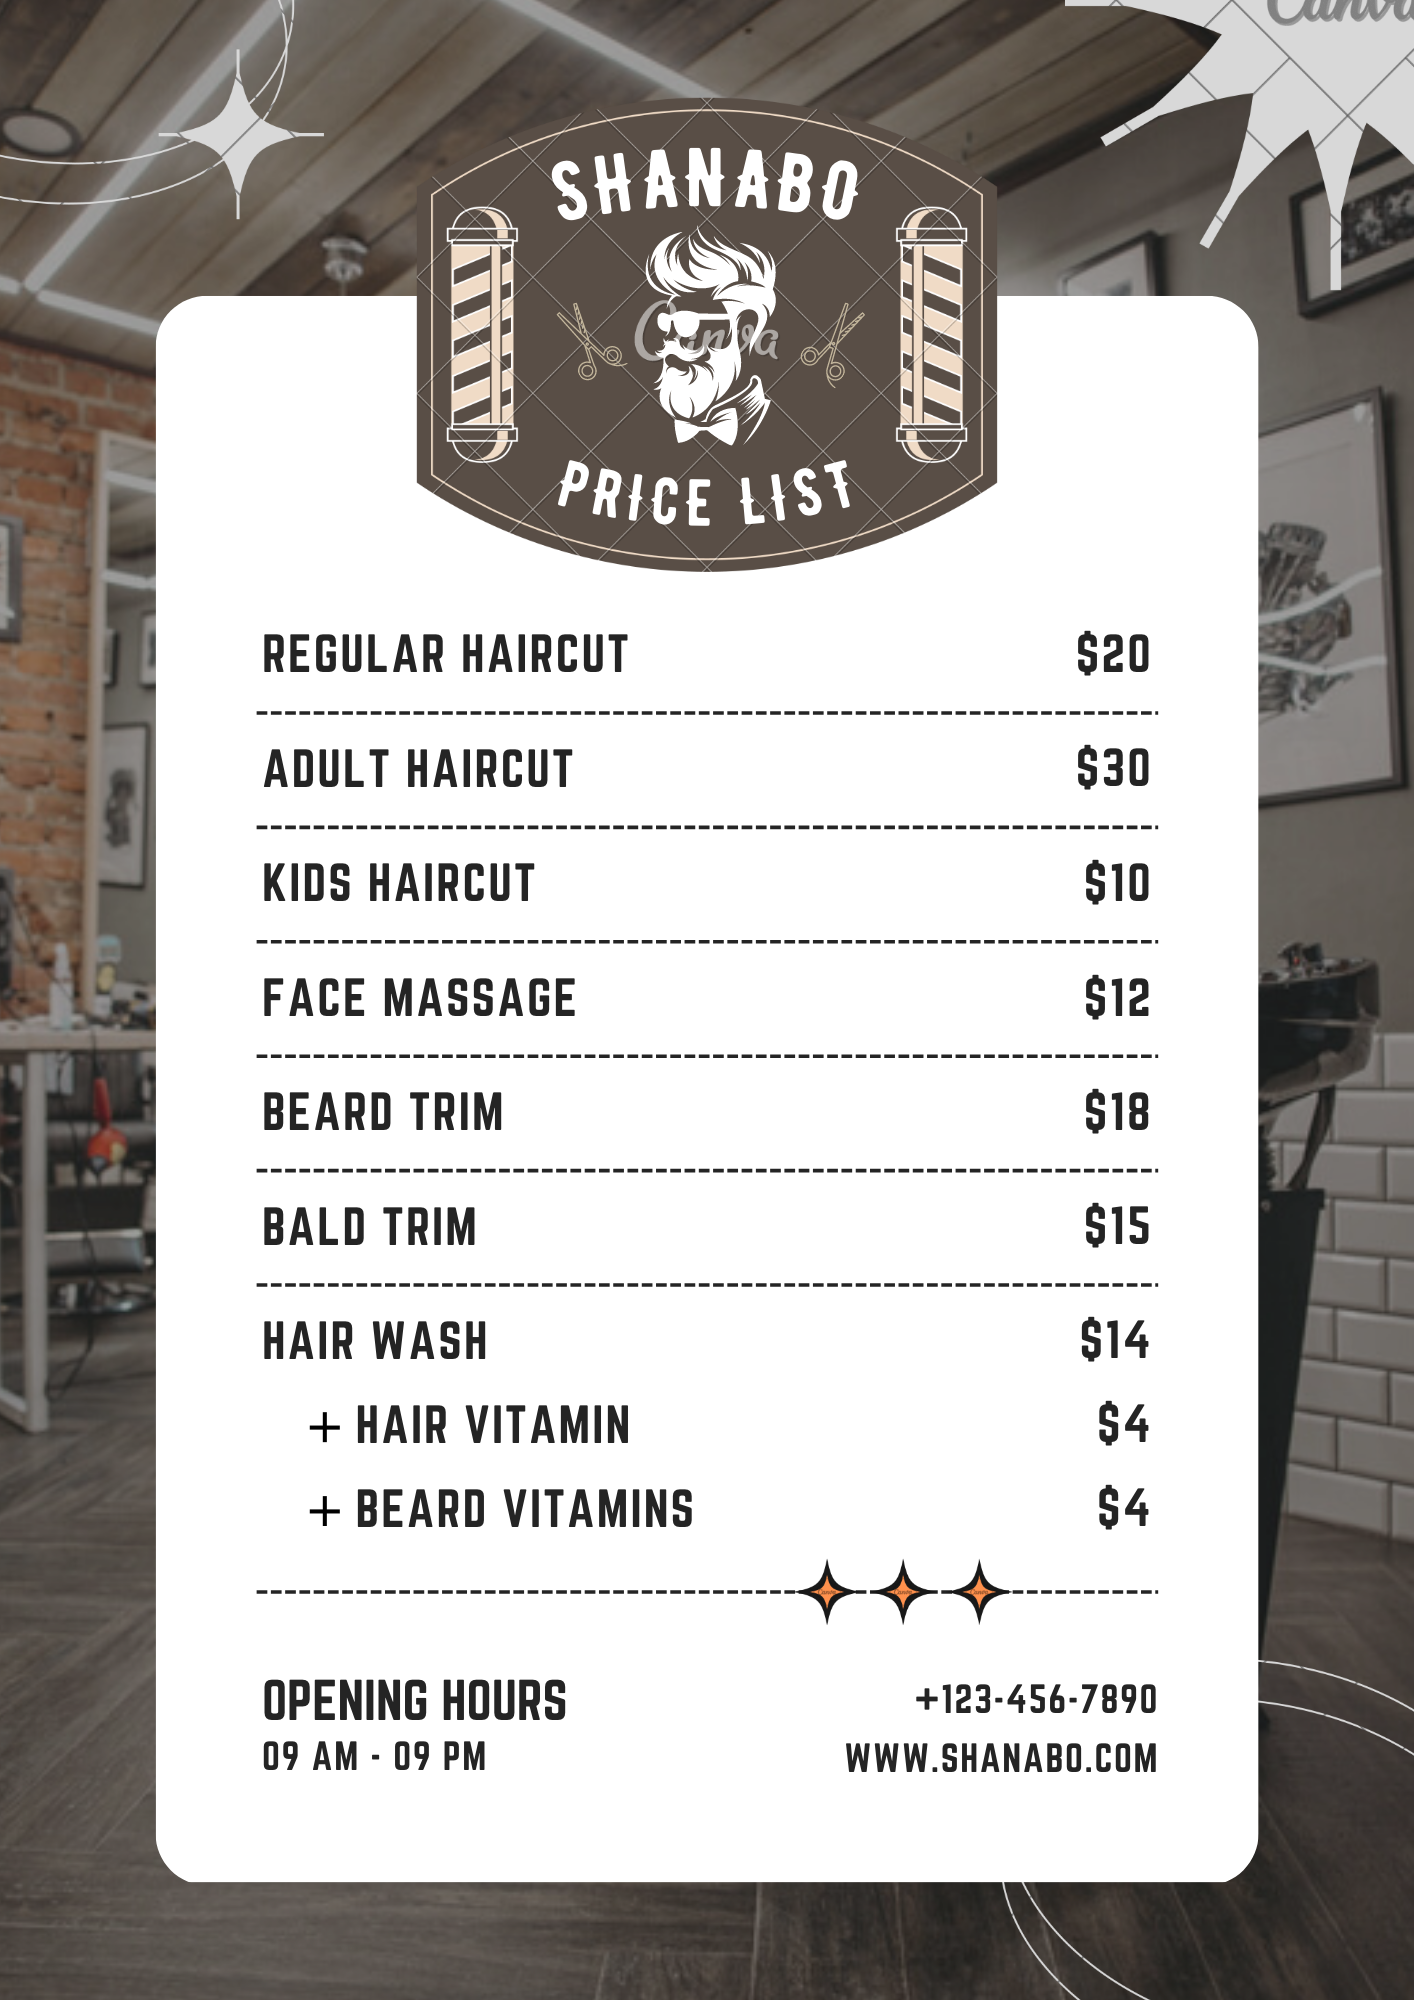 Canva
SHANABO
Canva
PRICE LIST
REGULAR HAIRCUT $20
ADULT HAIRCUT $30
KIDS HAIRCUT $10
FACE MASSAGE $12
BEARD TRIM $18
BALD TRIM $15
HAIR WASH $14
+ HAIR VITAMIN $4
+ BEARD VITAMINS $4
OPENING HOURS
09 AM - 09 PM
+123-456-7890
WWW.SHANABO.COM